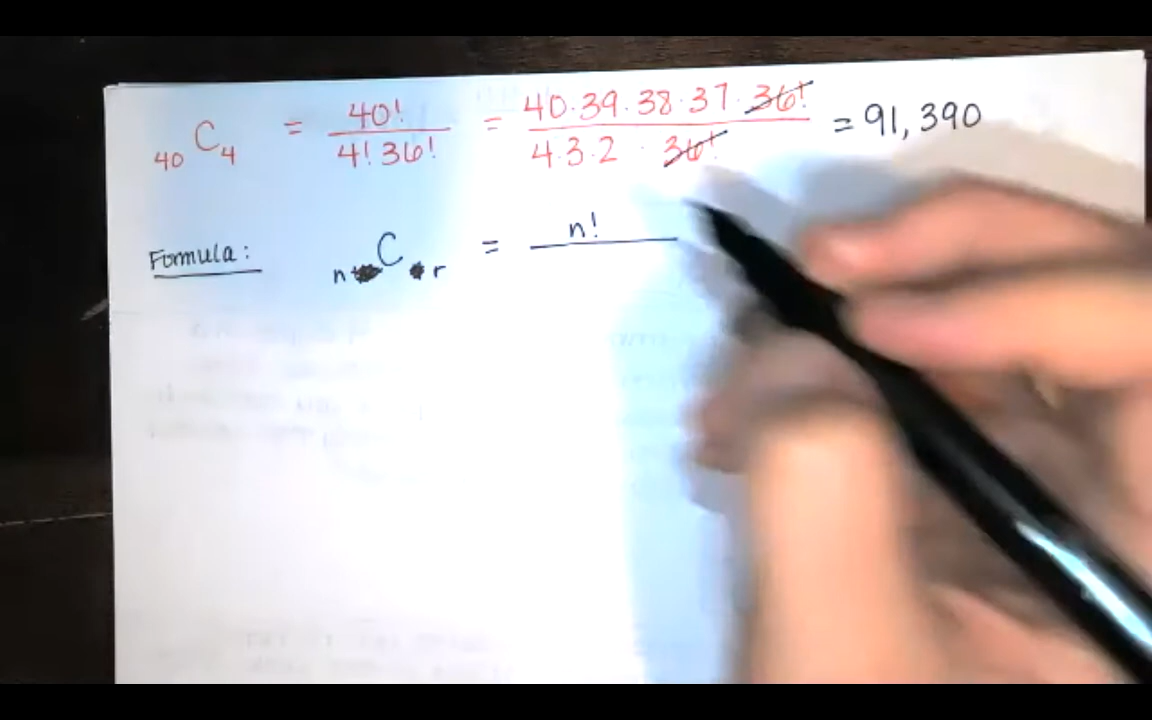 40C4 = 40! / 4! 36! = 40·39·38·37·36! / 4·3·2 · 36! = 91,390
Formula: nCr = n!